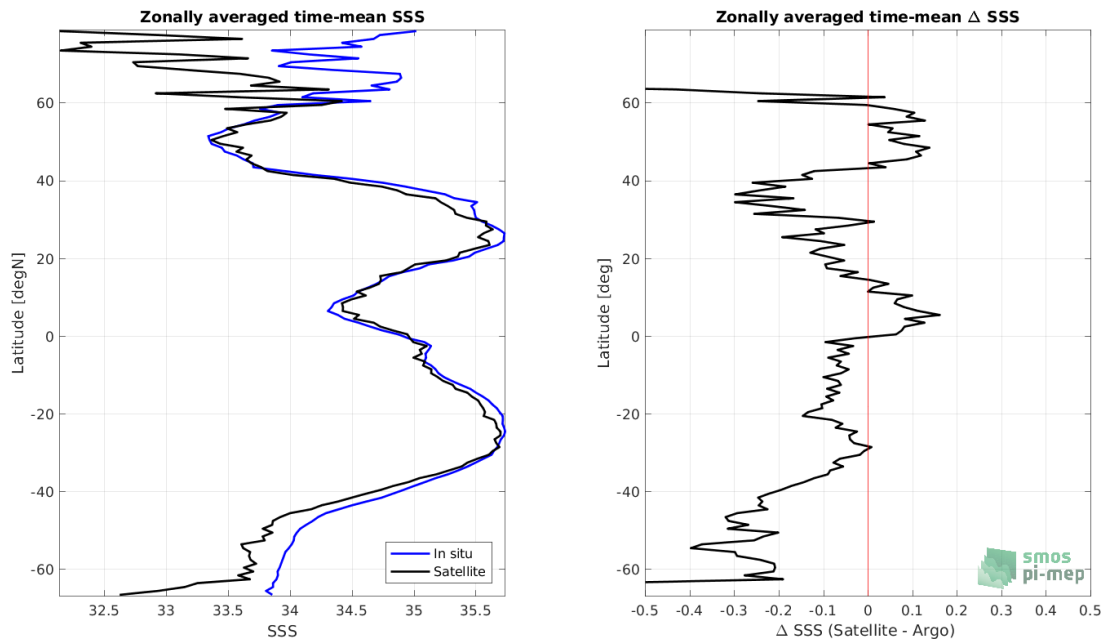 Zonally averaged time-mean SSS
60
40
20
0
-20
-40
-60
Latitude [degN]
In situ
Satellite
32.5 33 33.5 34 34.5 35 35.5
SSS
Zonally averaged time-mean Δ SSS
60
40
20
0
-20
-40
-60
Latitude [deg]
smos
pi-mep
-0.5 -0.4 -0.3 -0.2 -0.1 0 0.1 0.2 0.3 0.4 0.5
Δ SSS (Satellite - Argo)